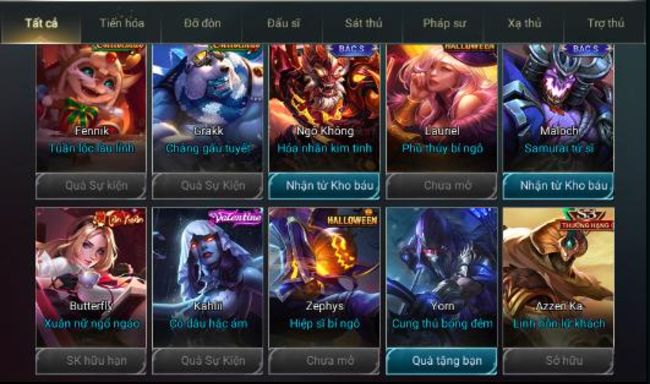 Tất cả Tiến hóa Đỡ đòn Đấu sĩ Sát thủ Pháp sư Xạ thủ Trợ thủ
BẬC S HALLOWEEN BẬC S
Fennik Grakk Ngộ Không Lauriel Maloch
Tuần lộc láu lỉnh Chàng gấu tuyết Hỏa nhãn kim tinh Phù thủy bí ngô Samurai tử sĩ
Quà Sự kiện Quà Sự Kiện Nhận từ Kho báu Chưa mở Nhận từ Kho báu
Tân Xuân Valentine HALLOWEEN S3
THƯỞNG HẠNG
Butterfly Kahlii Zephys Yorn Azzen'Ka
Xuân nữ ngổ ngáo Cô dâu hắc ám Hiệp sĩ bí ngô Cung thủ bóng đêm Linh hồn lữ khách
SK hữu hạn Quà Sự Kiện Chưa mở Quà tặng bạn Sở hữu